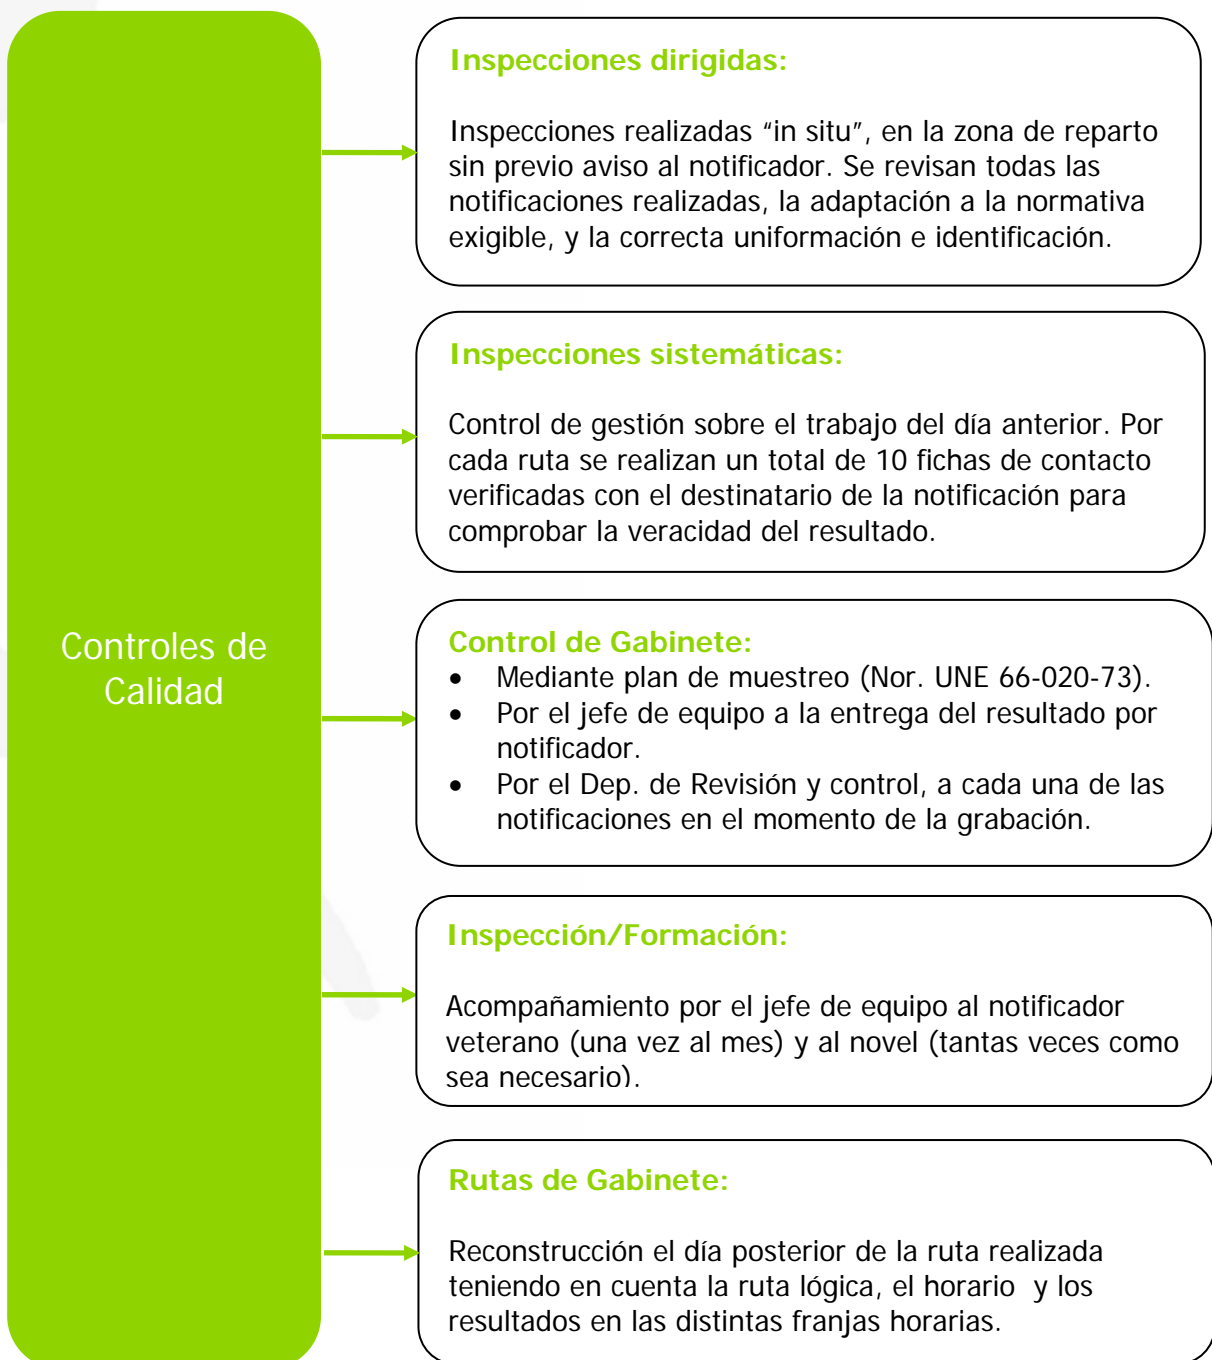 Controles de
Calidad
Inspecciones dirigidas:
Inspecciones realizadas “in situ”, en la zona de reparto
sin previo aviso al notificador. Se revisan todas las
notificaciones realizadas, la adaptación a la normativa
exigible, y la correcta uniformación e identificación.
Inspecciones sistemáticas:
Control de gestión sobre el trabajo del día anterior. Por
cada ruta se realizan un total de 10 fichas de contacto
verificadas con el destinatario de la notificación para
comprobar la veracidad del resultado.
Control de Gabinete:
• Mediante plan de muestreo (Nor. UNE 66-020-73).
• Por el jefe de equipo a la entrega del resultado por
notificador.
• Por el Dep. de Revisión y control, a cada una de las
notificaciones en el momento de la grabación.
Inspección/Formación:
Acompañamiento por el jefe de equipo al notificador
veterano (una vez al mes) y al novel (tantas veces como
sea necesario).
Rutas de Gabinete:
Reconstrucción el día posterior de la ruta realizada
teniendo en cuenta la ruta lógica, el horario  y los
resultados en las distintas franjas horarias.